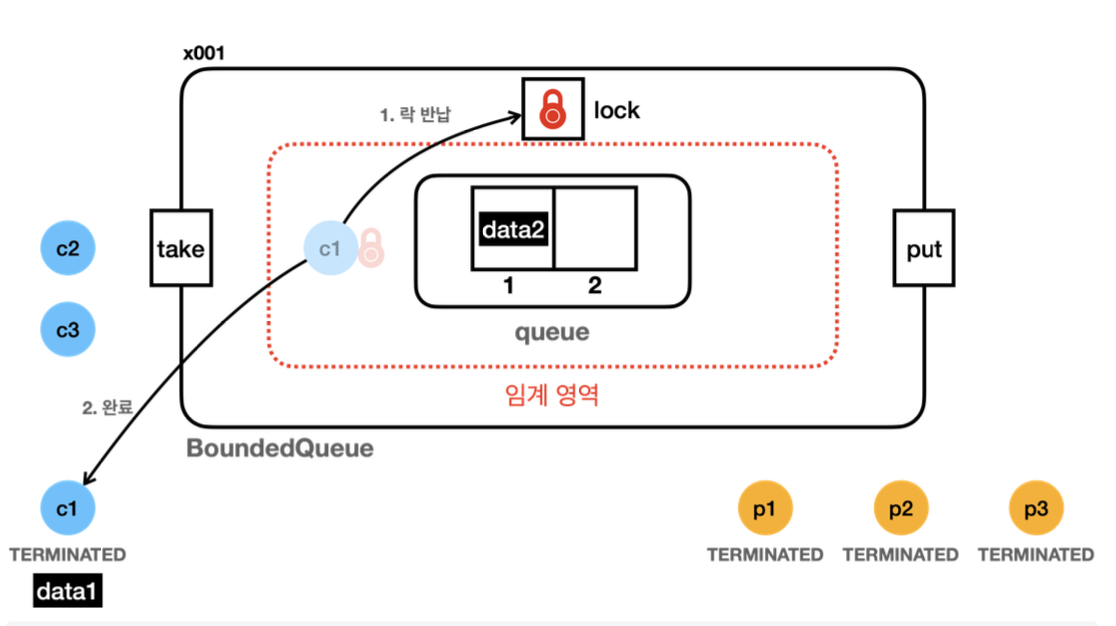 x001
1. 락 반납
lock
c2
take
c1
data2
put
1
2
c3
queue
임계 영역
2. 완료
BoundedQueue
c1
p1
p2
p3
TERMINATED
TERMINATED
TERMINATED
TERMINATED
data1